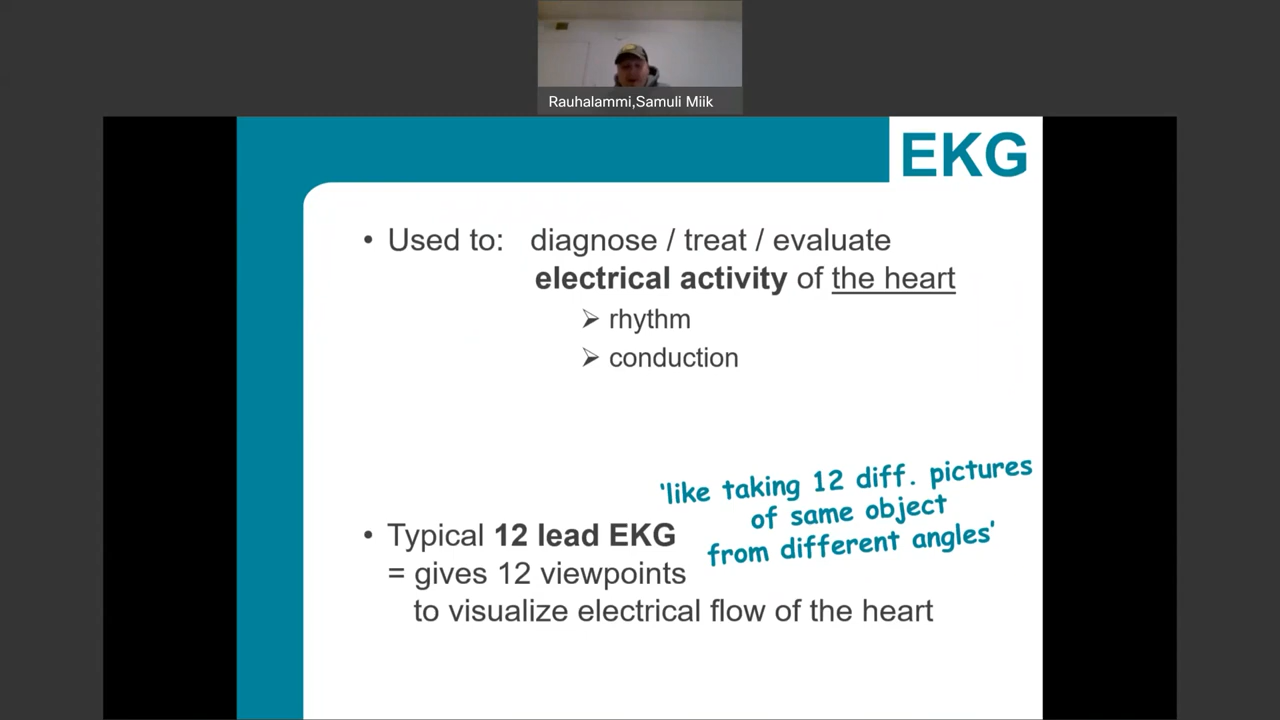 Rauhalammi,Samuli Miik
EKG
• Used to: diagnose / treat / evaluate
electrical activity of the heart
➢ rhythm
➢ conduction
'like taking 12 diff. pictures
of same object
from different angles'
• Typical 12 lead EKG
= gives 12 viewpoints
to visualize electrical flow of the heart